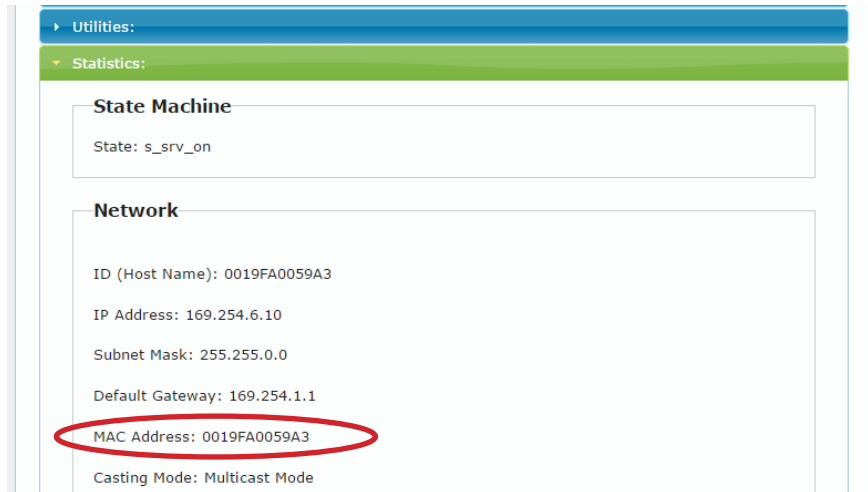 Utilities:
Statistics:
State Machine
State: s_srv_on
Network
ID (Host Name): 0019FA0059A3
IP Address: 169.254.6.10
Subnet Mask: 255.255.0.0
Default Gateway: 169.254.1.1
MAC Address: 0019FA0059A3
Casting Mode: Multicast Mode